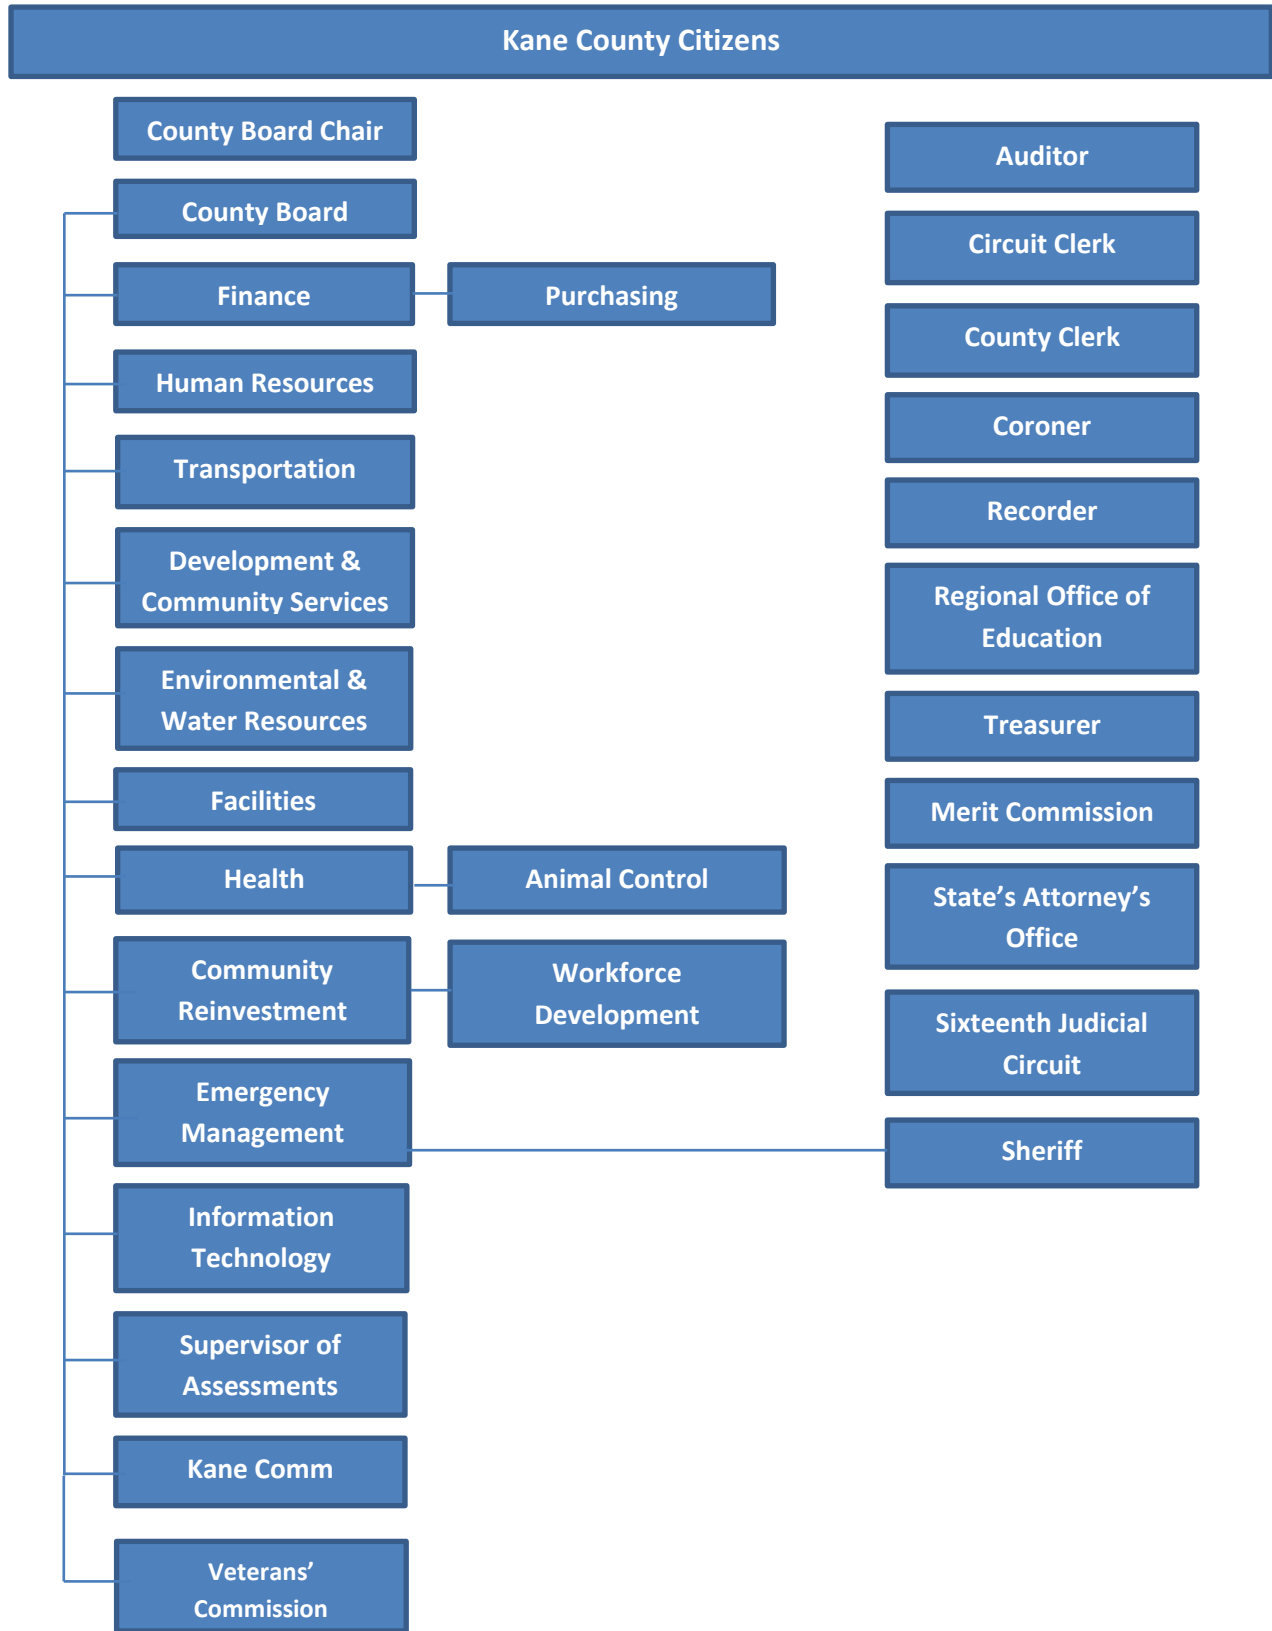 Kane County Citizens
County Board Chair
County Board
Finance
Purchasing
Human Resources
Transportation
Development &
Community Services
Environmental &
Water Resources
Facilities
Health
Animal Control
Community
Reinvestment
Workforce
Development
Emergency
Management
Information
Technology
Supervisor of
Assessments
Kane Comm
Veterans’
Commission
Auditor
Circuit Clerk
County Clerk
Coroner
Recorder
Regional Office of
Education
Treasurer
Merit Commission
State’s Attorney’s
Office
Sixteenth Judicial
Circuit
Sheriff